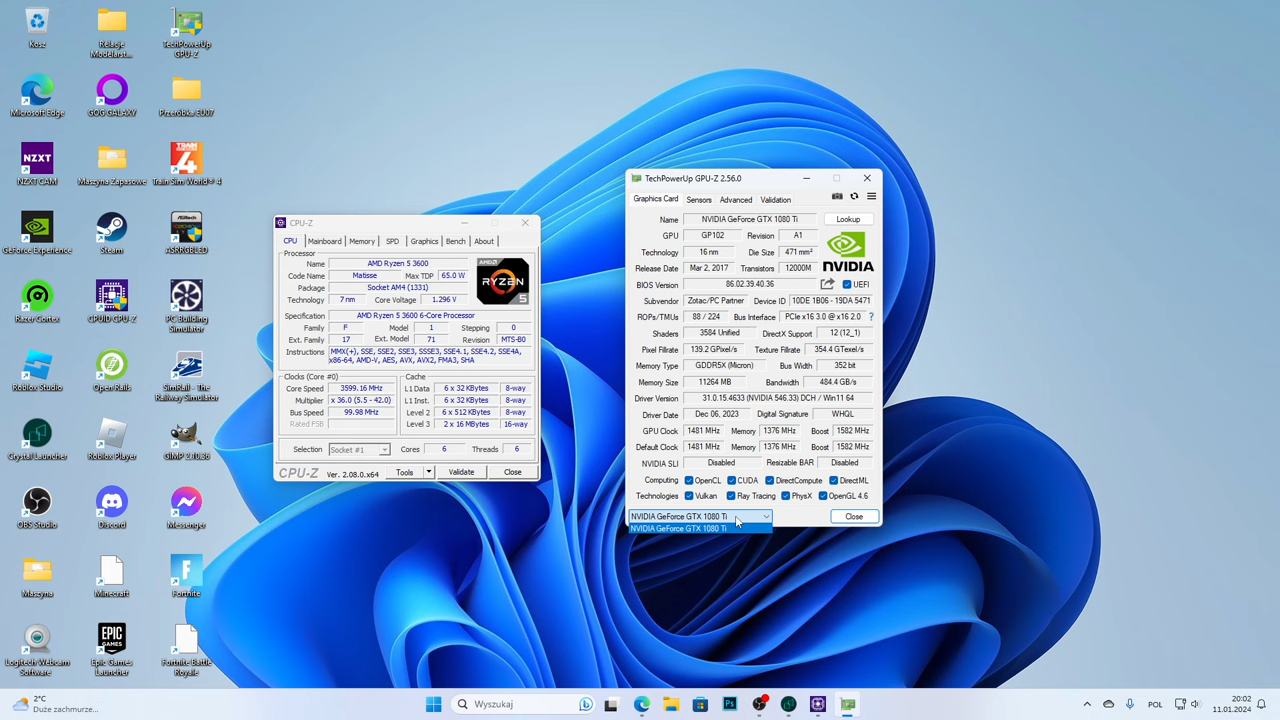 Kosz
Relacje Modelarst...
TechPowerUp GPU-Z
Microsoft Edge
GOG GALAXY
Przeróbka EU07
NZXT
NZXT CAM
Maszyna Zapasowe
TRAIN SIM WORLD 4
Train Sim World® 4
GeForce Experience
Steam
ASRock
ASRRGBLED
Razer Cortex
CPUID CPU-Z
PC Building Simulator
Roblox Studio
Open Rails
SimRail - The Railway Simulator
Crystal Launcher
Roblox Player
GIMP 2.10.36
OBS Studio
Discord
Messenger
Maszyna
Minecraft
Fortnite
Logitech Webcam Software
EPIC GAMES
Epic Games Launcher
Fortnite Battle Royale
CPU-Z
CPU Mainboard Memory SPD Graphics Bench About
Processor
Name AMD Ryzen 5 3600
Code Name Matisse Max TDP 65.0 W
Package Socket AM4 (1331)
Technology 7 nm Core Voltage 1.296 V
AMD RYZEN 5
Specification AMD Ryzen 5 3600 6-Core Processor
Family F Model 1 Stepping 0
Ext. Family 17 Ext. Model 71 Revision MTS-B0
Instructions MMX(+), SSE, SSE2, SSE3, SSSE3, SSE4.1, SSE4.2, SSE4A,
x86-64, AMD-V, AES, AVX, AVX2, FMA3, SHA
Clocks (Core #0) Cache
Core Speed 3599.16 MHz L1 Data 6 x 32 KBytes 8-way
Multiplier x 36.0 (5.5 - 42.0) L1 Inst. 6 x 32 KBytes 8-way
Bus Speed 99.98 MHz Level 2 6 x 512 KBytes 8-way
Rated FSB Level 3 2 x 16 MBytes 16-way
Selection Socket #1 Cores 6 Threads 6
CPU-Z Ver. 2.08.0.x64 Tools Validate Close
TechPowerUp GPU-Z 2.56.0
Graphics Card Sensors Advanced Validation
Name NVIDIA GeForce GTX 1080 Ti Lookup
GPU GP102 Revision A1
Technology 16 nm Die Size 471 mm²
NVIDIA
Release Date Mar 2, 2017 Transistors 12000M
BIOS Version 86.02.39.40.36 UEFI
Subvendor Zotac/PC Partner Device ID 10DE 1B06 - 19DA 5471
ROPs/TMUs 88 / 224 Bus Interface PCIe x16 3.0 @ x16 2.0 ?
Shaders 3584 Unified DirectX Support 12 (12_1)
Pixel Fillrate 139.2 GPixel/s Texture Fillrate 354.4 GTexel/s
Memory Type GDDR5X (Micron) Bus Width 352 bit
Memory Size 11264 MB Bandwidth 484.4 GB/s
Driver Version 31.0.15.4633 (NVIDIA 546.33) DCH / Win11 64
Driver Date Dec 06, 2023 Digital Signature WHQL
GPU Clock 1481 MHz Memory 1376 MHz Boost 1582 MHz
Default Clock 1481 MHz Memory 1376 MHz Boost 1582 MHz
NVIDIA SLI Disabled Resizable BAR Disabled
Computing OpenCL CUDA DirectCompute DirectML
Technologies Vulkan Ray Tracing PhysX OpenGL 4.6
NVIDIA GeForce GTX 1080 Ti Close
NVIDIA GeForce GTX 1080 Ti
2°C
Duże zachmurze...
Wyszukaj
Ps
POL
20:02
11.01.2024